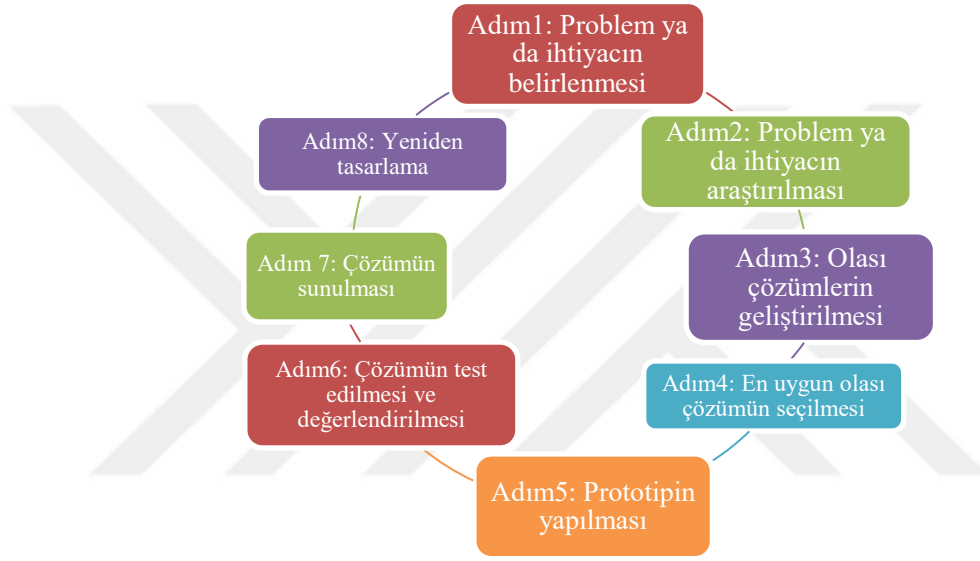 Adım1: Problem ya
da ihtiyacın
belirlenmesi
Adım2: Problem ya
da ihtiyacın
araştırılması
Adım3: Olası
çözümlerin
geliştirilmesi
Adım4: En uygun olası
çözümün seçilmesi
Adım5: Prototipin
yapılması
Adım6: Çözümün test
edilmesi ve
değerlendirilmesi
Adım 7: Çözümün
sunulması
Adım8: Yeniden
tasarlama